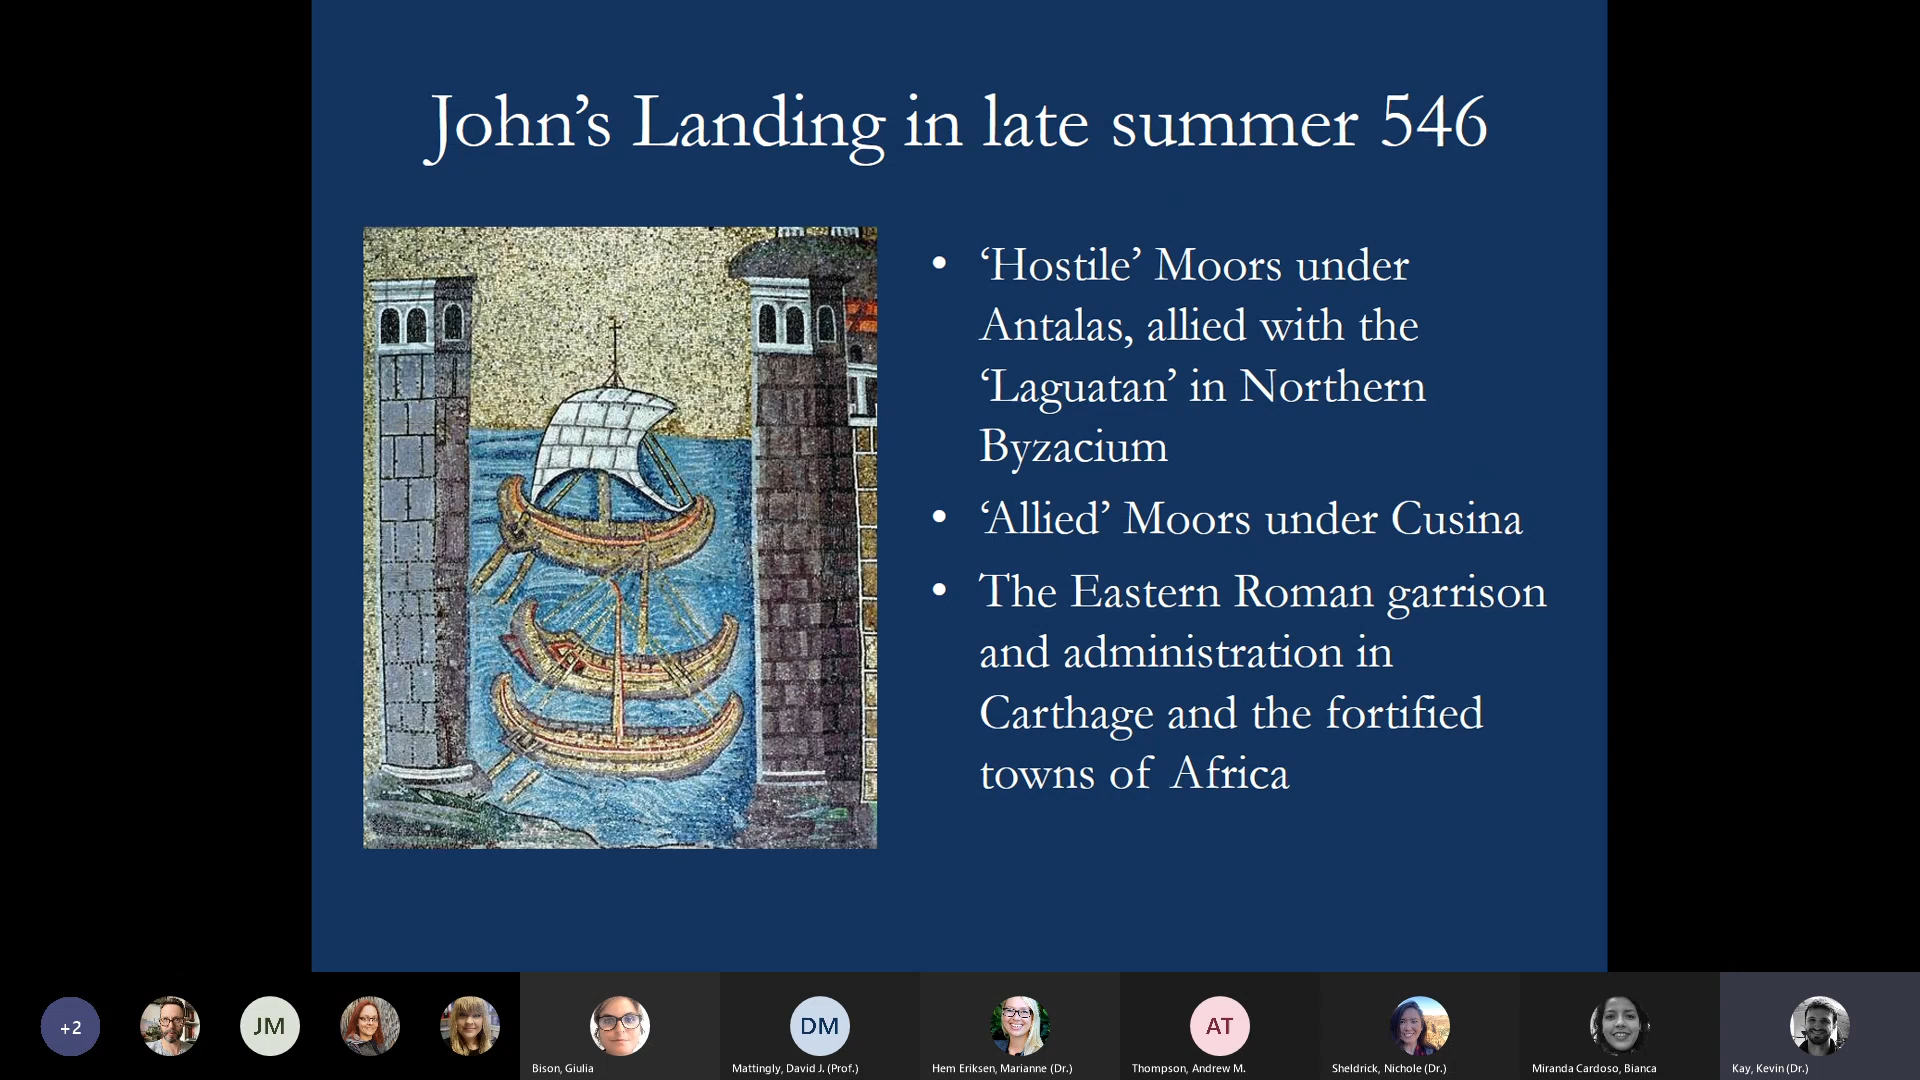 John’s Landing in late summer 546
• ‘Hostile’ Moors under
Antalas, allied with the
‘Laguatan’ in Northern
Byzacium
• ‘Allied’ Moors under Cusina
• The Eastern Roman garrison
and administration in
Carthage and the fortified
towns of Africa
+2
JM
DM
AT
Bison, Giulia
Mattingly, David J. (Prof.)
Hem Eriksen, Marianne (Dr.)
Thompson, Andrew M.
Sheldrick, Nichole (Dr.)
Miranda Cardoso, Bianca
Kay, Kevin (Dr.)